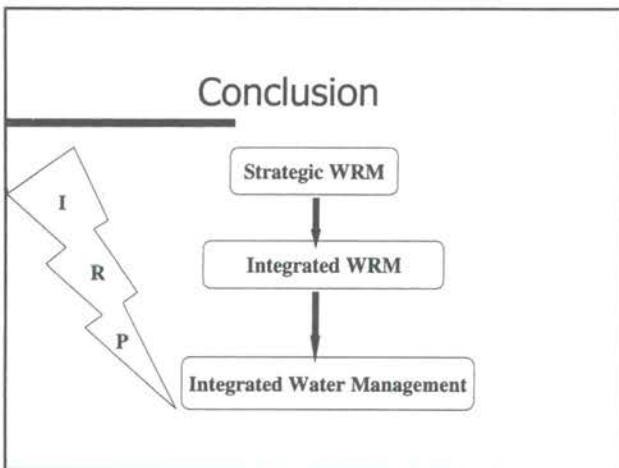 Conclusion
Strategic WRM
I
Integrated WRM
R
P
Integrated Water Management